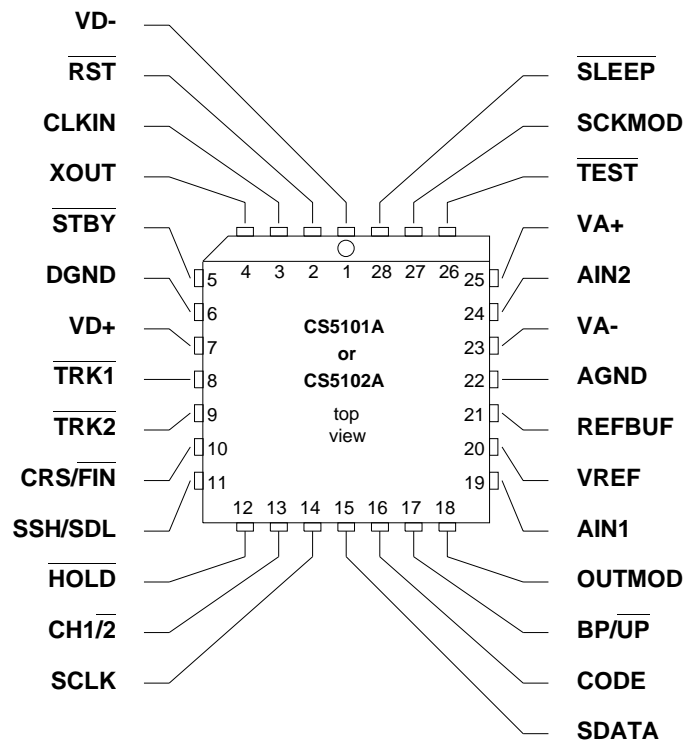 VD-
RST
CLKIN
XOUT
STBY
DGND
VD+
TRK1
TRK2
CRS/FIN
SSH/SDL
HOLD
CH1/2
SCLK
SLEEP
SCKMOD
TEST
VA+
AIN2
VA-
AGND
REFBUF
VREF
AIN1
OUTMOD
BP/UP
CODE
SDATA
4 3 2 1 28 27 26
5
6
7
8
9
10
11
25
24
23
22
21
20
19
CS5101A
or
CS5102A
top
view
12 13 14 15 16 17 18